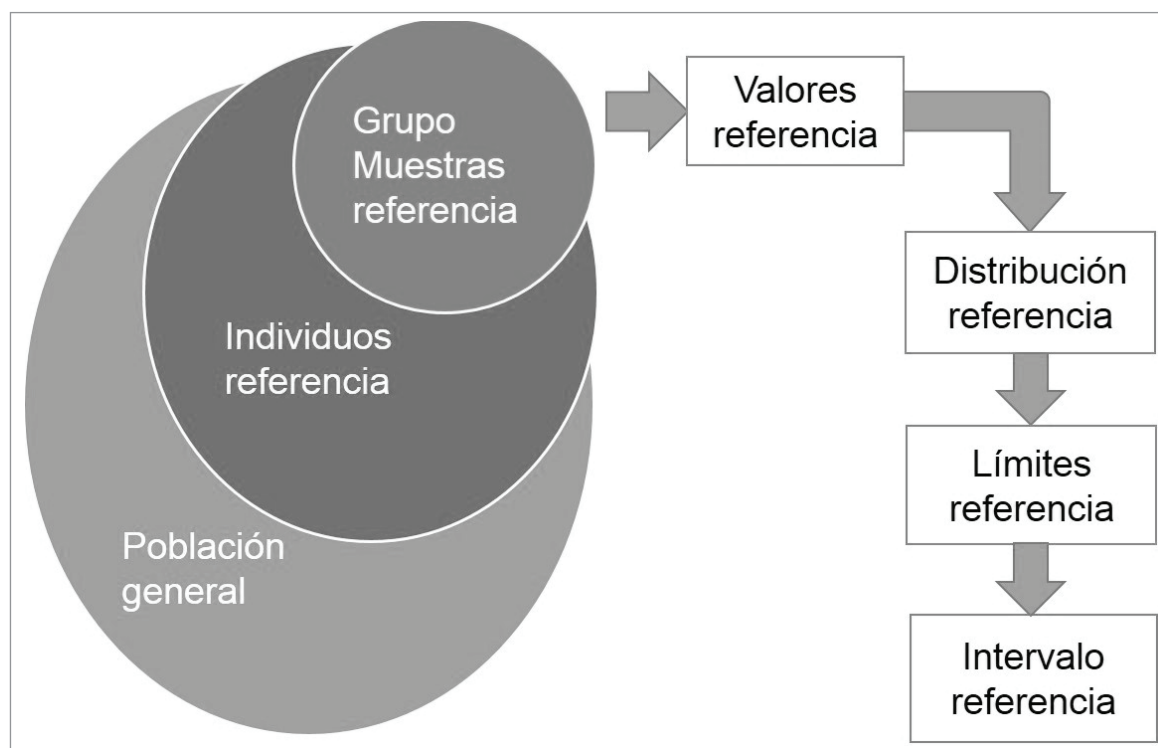 Grupo
Muestras
referencia
Individuos
referencia
Población
general
Valores
referencia
Distribución
referencia
Límites
referencia
Intervalo
referencia